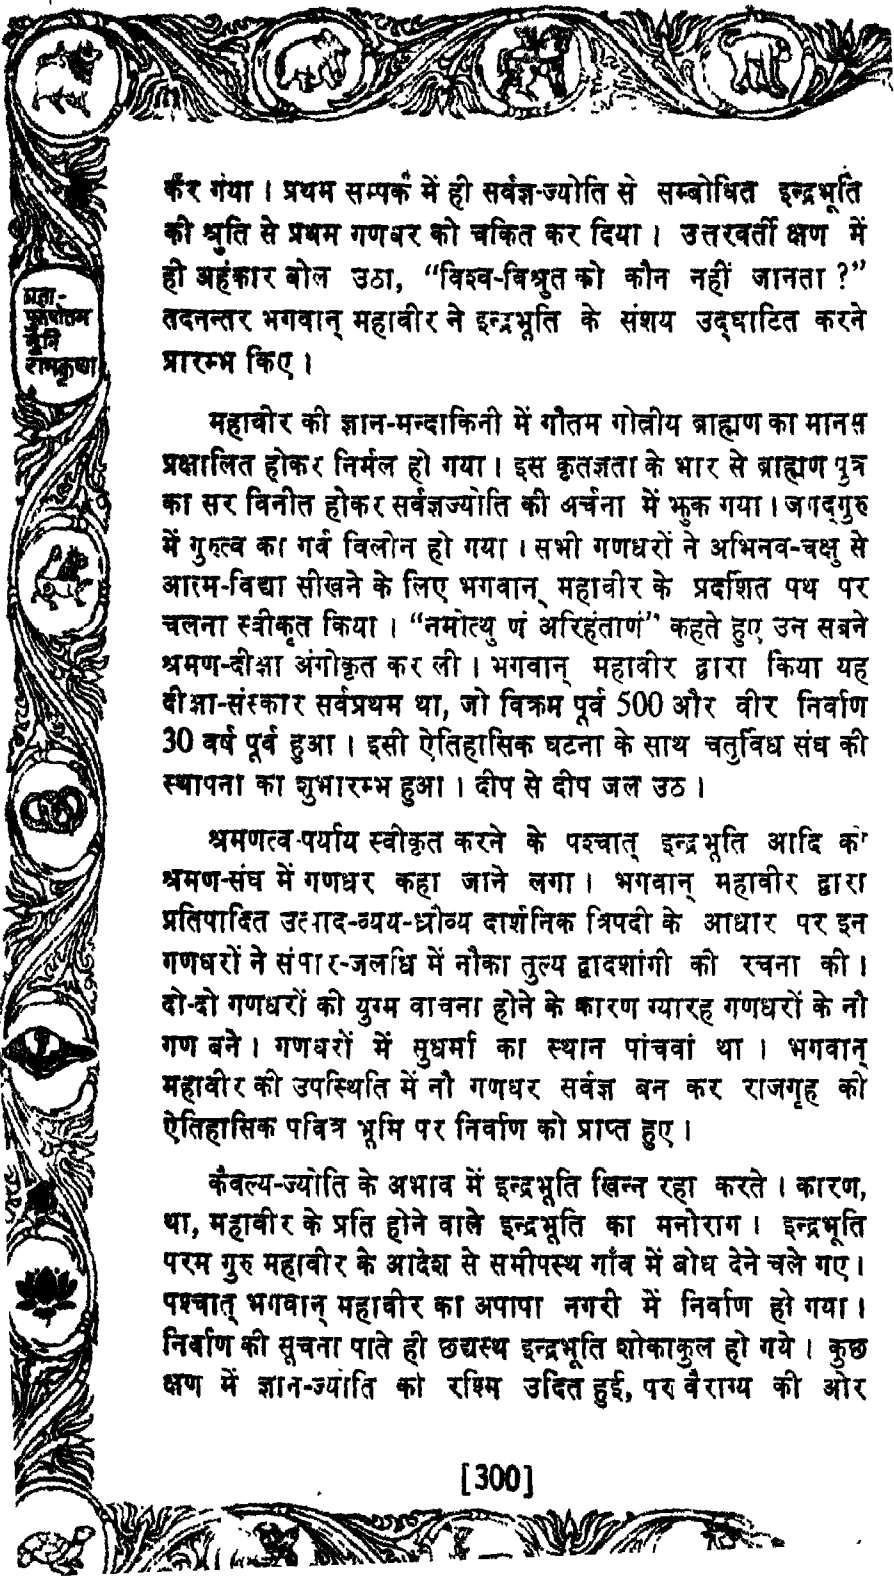 कर गया । प्रथम सम्पर्क में ही सर्वज्ञ-ज्योति से सम्बोधित इन्द्रभूति
की श्रुति से प्रथम गणधर को चकित कर दिया । उत्तरवर्ती क्षण में
ही अहंकार बोल उठा, “विश्व-विश्रुत को कौन नहीं जानता ?”
तदनन्तर भगवान् महावीर ने इन्द्रभूति के संशय उद्घाटित करने
प्रारम्भ किए ।
महावीर की ज्ञान-मन्दाकिनी में गौतम गोत्रीय ब्राह्मण का मानस
प्रक्षालित होकर निर्मल हो गया । इस कृतज्ञता के भार से ब्राह्मण पुत्र
का सर विनीत होकर सर्वज्ञज्योति की अर्चना में झुक गया । जगद्गुरु
में गुरुत्व का गर्व विलोन हो गया । सभी गणधरों ने अभिनव-चक्षु से
आत्म-विद्या सीखने के लिए भगवान् महावीर के प्रदर्शित पथ पर
चलना स्वीकृत किया । “नमोत्थु णं अरिहंताणं” कहते हुए उन सबने
श्रमण-दीक्षा अंगीकृत कर ली । भगवान् महावीर द्वारा किया यह
दीक्षा-संस्कार सर्वप्रथम था, जो विक्रम पूर्व 500 और वीर निर्वाण
30 वर्ष पूर्व हुआ । इसी ऐतिहासिक घटना के साथ चतुर्विध संघ की
स्थापना का शुभारम्भ हुआ । दीप से दीप जल उठ ।
श्रमणत्व-पर्याय स्वीकृत करने के पश्चात् इन्द्रभूति आदि को
श्रमण-संघ में गणधर कहा जाने लगा । भगवान् महावीर द्वारा
प्रतिपादित उत्पाद-व्यय-ध्रौव्य दार्शनिक त्रिपदी के आधार पर इन
गणधरों ने संसार-जलधि में नौका तुल्य द्वादशांगी की रचना की ।
दो-दो गणधरों की युग्म वाचना होने के कारण ग्यारह गणधरों के नौ
गण बने । गणधरों में सुधर्मा का स्थान पांचवां था । भगवान्
महावीर की उपस्थिति में नौ गणधर सर्वज्ञ बन कर राजगृह की
ऐतिहासिक पवित्र भूमि पर निर्वाण को प्राप्त हुए ।
कैवल्य-ज्योति के अभाव में इन्द्रभूति खिन्न रहा करते । कारण,
था, महावीर के प्रति होने वाले इन्द्रभूति का मनोराग । इन्द्रभूति
परम गुरु महावीर के आदेश से समीपस्थ गाँव में बोध देने चले गए ।
पश्चात् भगवान् महावीर का अपापा नगरी में निर्वाण हो गया ।
निर्वाण की सूचना पाते ही छद्यस्थ इन्द्रभूति शोकाकुल हो गये । कुछ
क्षण में ज्ञान-ज्योति की रश्मि उदित हुई, पर वैराग्य की ओर
[300]
मुनि
रामकृष्ण